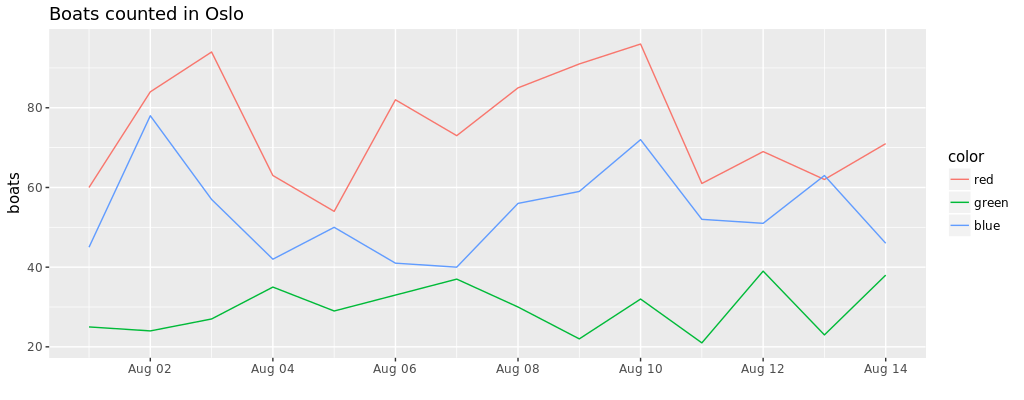 Boats counted in Oslo
boats
80
60
40
20
Aug 02 Aug 04 Aug 06 Aug 08 Aug 10 Aug 12 Aug 14
color
red
green
blue